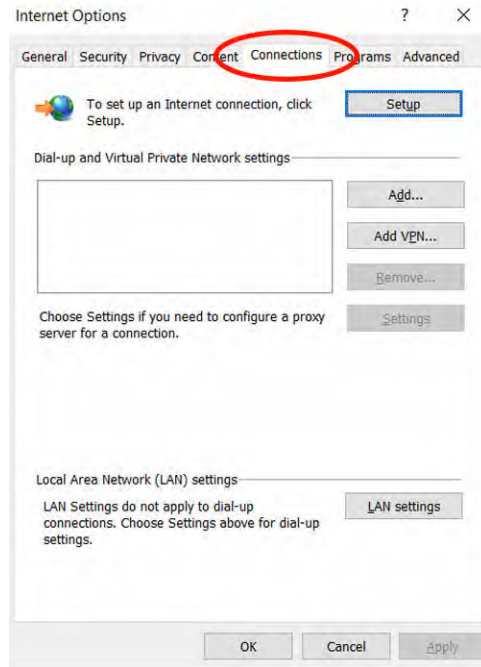 Internet Options ? ×
General Security Privacy Content Connections Programs Advanced
To set up an Internet connection, click
Setup.
Setup
Dial-up and Virtual Private Network settings
Add...
Add VPN...
Remove...
Choose Settings if you need to configure a proxy
server for a connection.
Settings
Local Area Network (LAN) settings
LAN Settings do not apply to dial-up
connections. Choose Settings above for dial-up
settings.
LAN settings
OK Cancel Apply